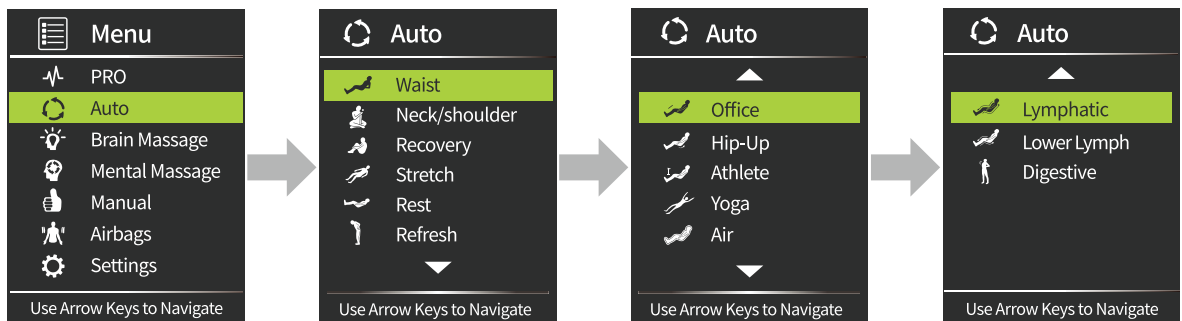 Menu
PRO
Auto
Brain Massage
Mental Massage
Manual
Airbags
Settings
Use Arrow Keys to Navigate
Auto
Waist
Neck/shoulder
Recovery
Stretch
Rest
Refresh
Use Arrow Keys to Navigate
Auto
Office
Hip-Up
Athlete
Yoga
Air
Use Arrow Keys to Navigate
Auto
Lymphatic
Lower Lymph
Digestive
Use Arrow Keys to Navigate